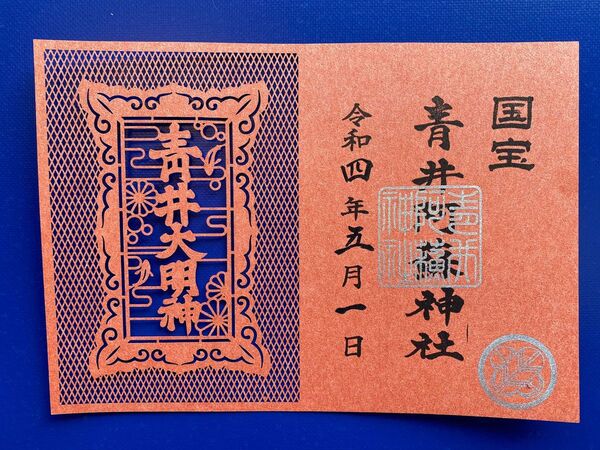 国宝
青井阿蘇神社
令和四年五月一日
青井大明神